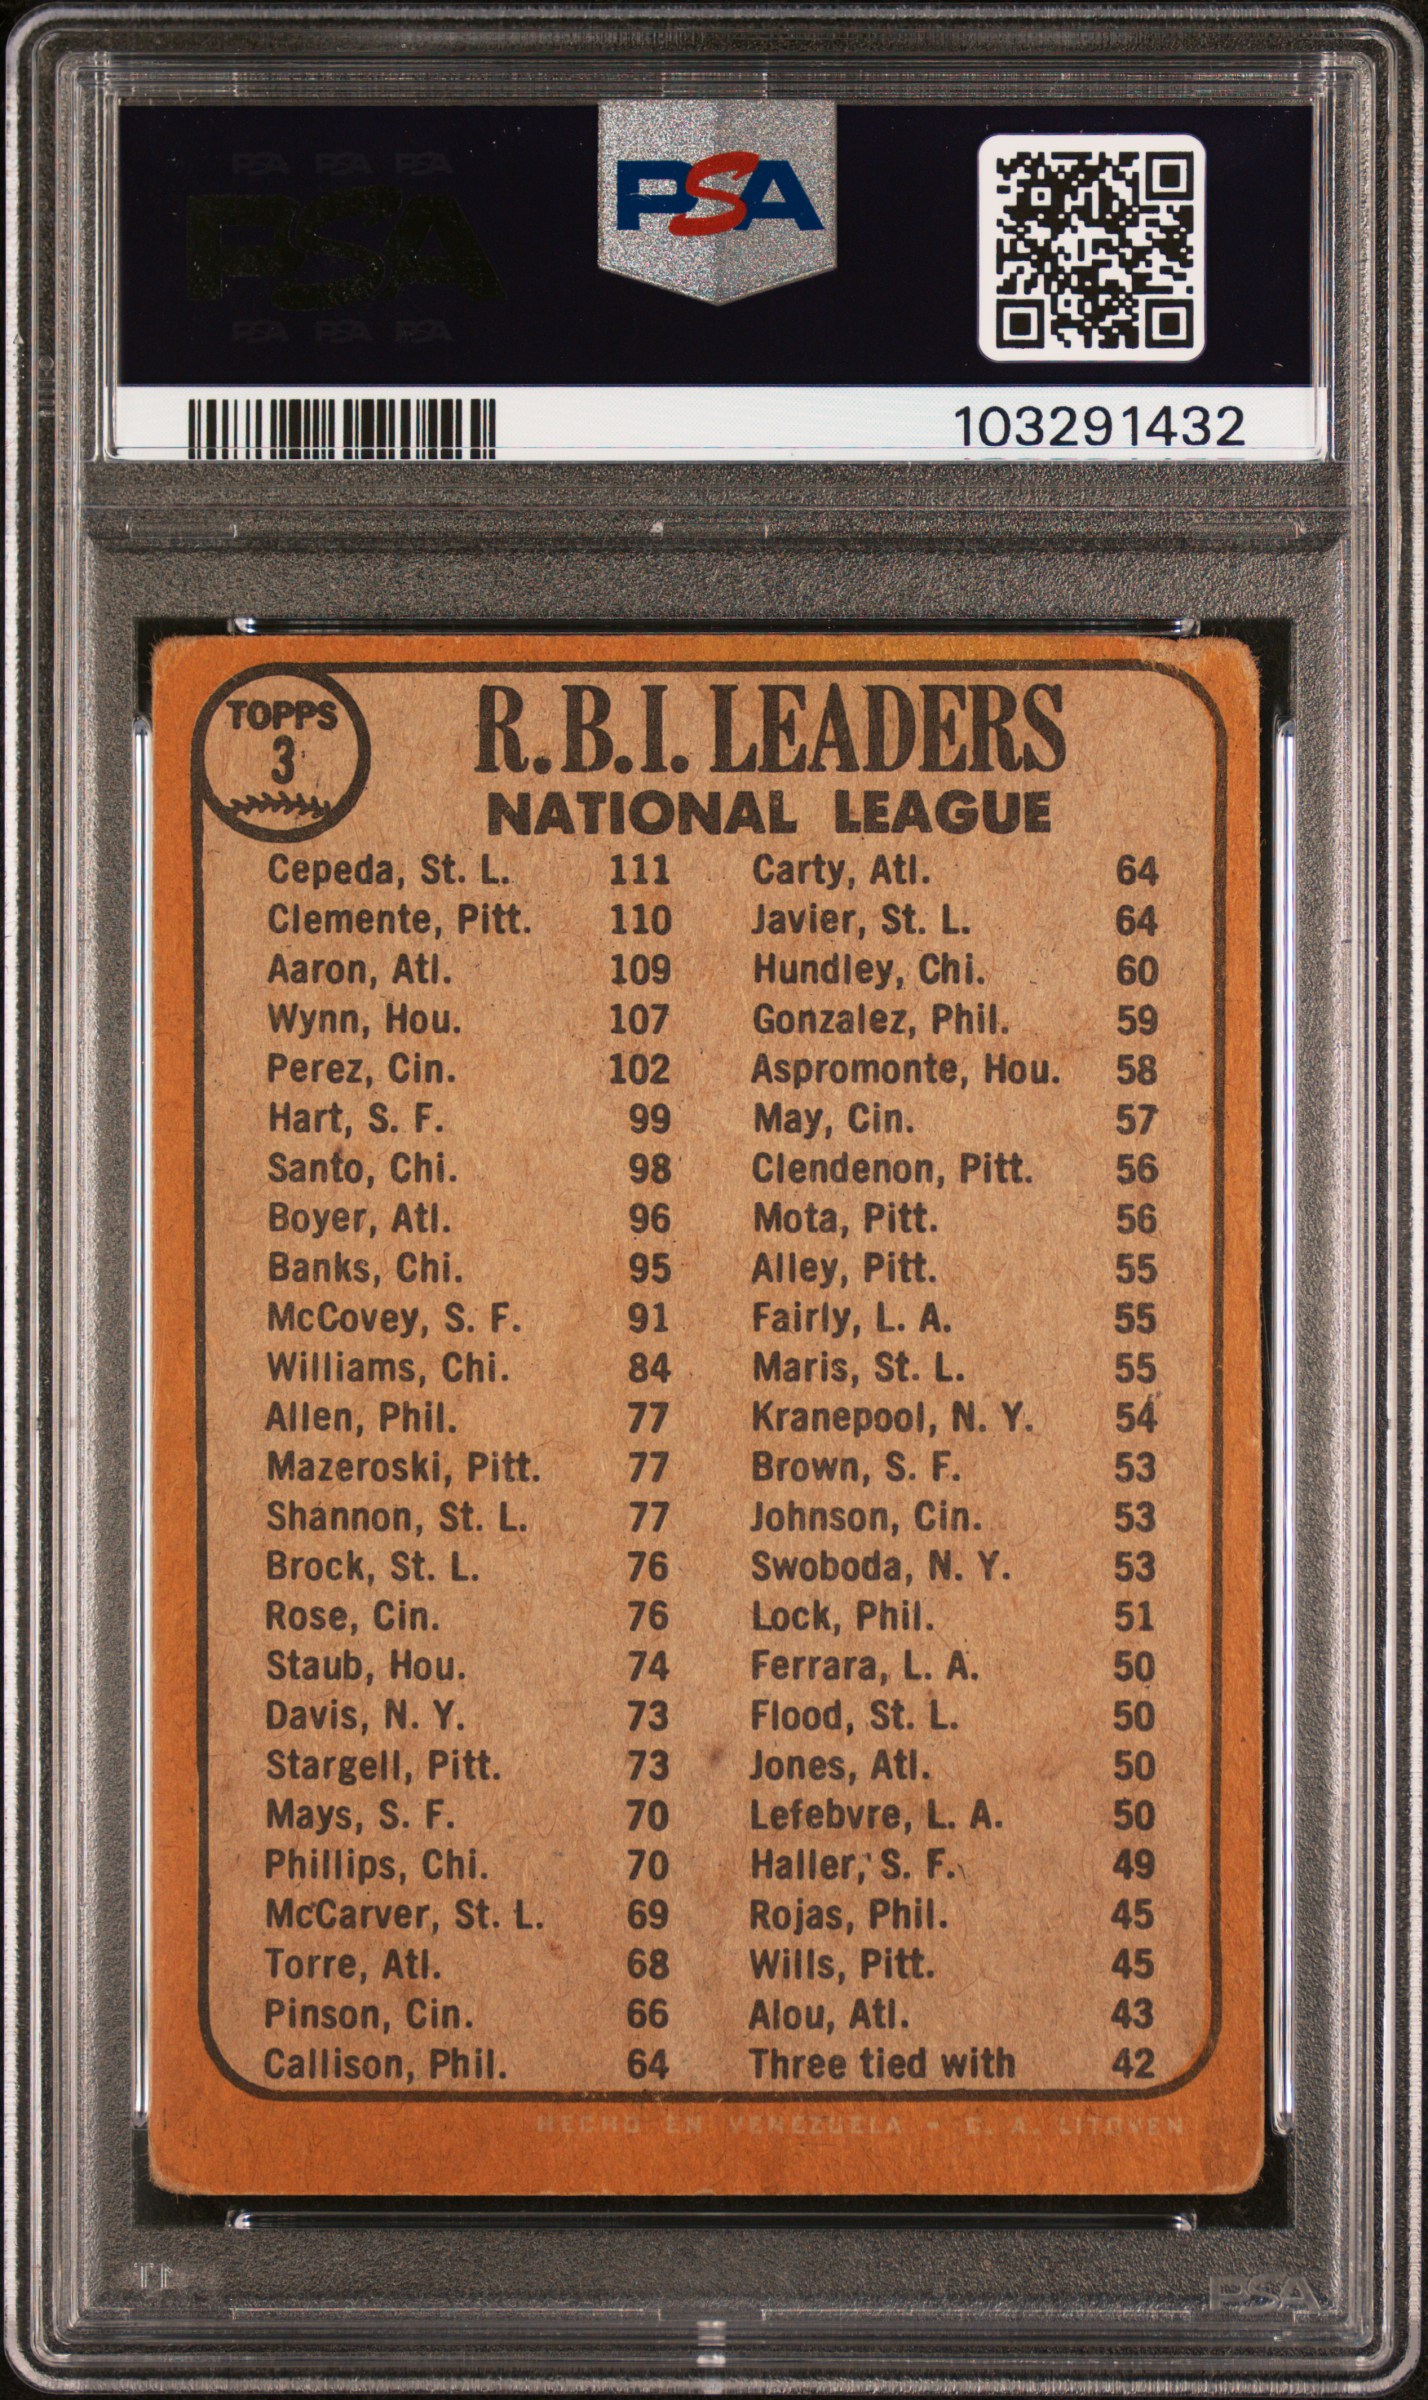 PSA PSA PSA
PSA
PSA PSA PSA
PSA
103291432
TOPPS
3
R.B.I. LEADERS
NATIONAL LEAGUE
Cepeda, St. L. 111 Carty, Atl. 64
Clemente, Pitt. 110 Javier, St. L. 64
Aaron, Atl. 109 Hundley, Chi. 60
Wynn, Hou. 107 Gonzalez, Phil. 59
Perez, Cin. 102 Aspromonte, Hou. 58
Hart, S. F. 99 May, Cin. 57
Santo, Chi. 98 Clendenon, Pitt. 56
Boyer, Atl. 96 Mota, Pitt. 56
Banks, Chi. 95 Alley, Pitt. 55
McCovey, S. F. 91 Fairly, L. A. 55
Williams, Chi. 84 Maris, St. L. 55
Allen, Phil. 77 Kranepool, N. Y. 54
Mazeroski, Pitt. 77 Brown, S. F. 53
Shannon, St. L. 77 Johnson, Cin. 53
Brock, St. L. 76 Swoboda, N. Y. 53
Rose, Cin. 76 Lock, Phil. 51
Staub, Hou. 74 Ferrara, L. A. 50
Davis, N. Y. 73 Flood, St. L. 50
Stargell, Pitt. 73 Jones, Atl. 50
Mays, S. F. 70 Lefebvre, L. A. 50
Phillips, Chi. 70 Haller, S. F. 49
McCarver, St. L. 69 Rojas, Phil. 45
Torre, Atl. 68 Wills, Pitt. 45
Pinson, Cin. 66 Alou, Atl. 43
Callison, Phil. 64 Three tied with 42
HECHO EN VENEZUELA - C. A. LITOVEN
PSA